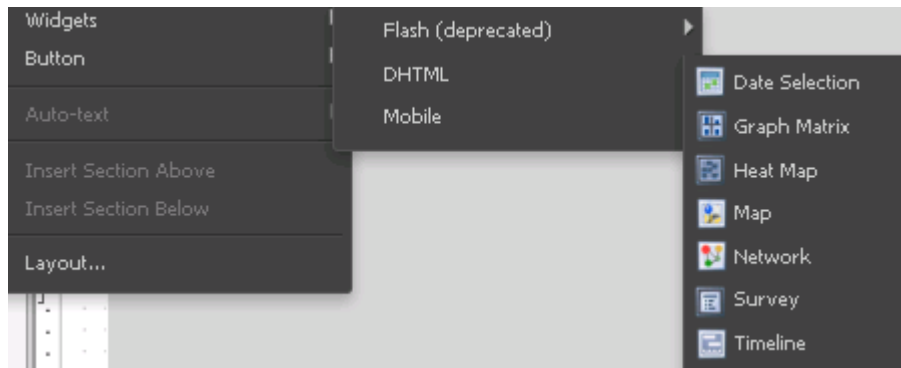 Widgets
Button
Auto-text
Insert Section Above
Insert Section Below
Layout...
Flash (deprecated)
DHTML
Mobile
Date Selection
Graph Matrix
Heat Map
Map
Network
Survey
Timeline